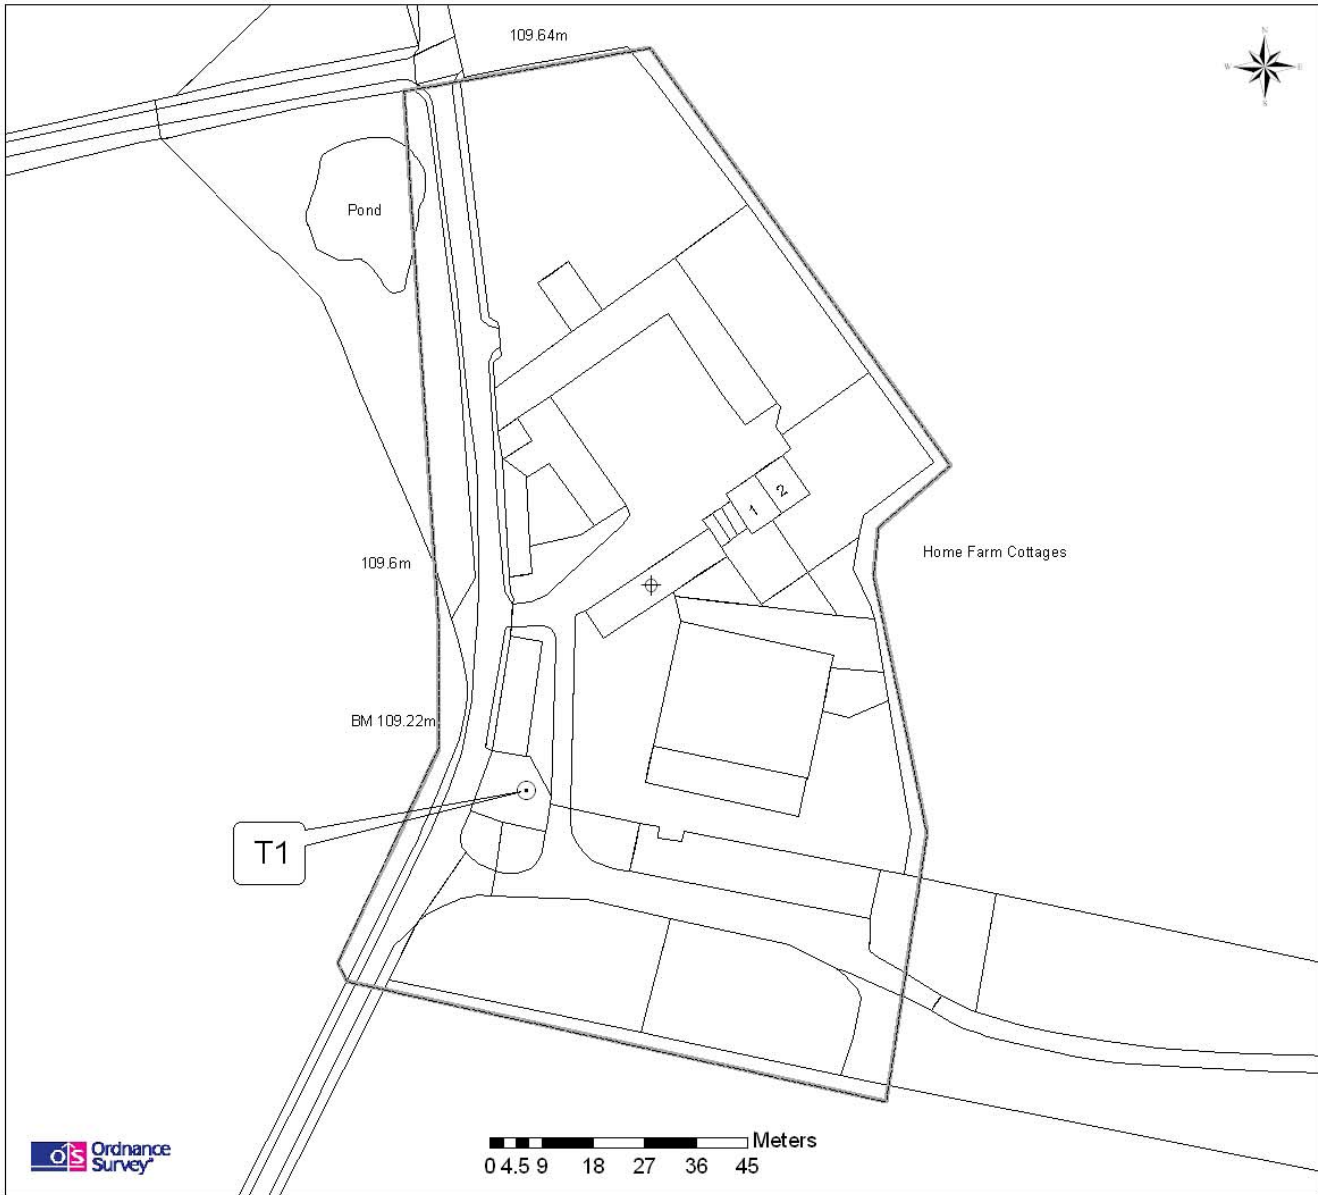 109.64m
N
W E
S
Pond
2
1
Home Farm Cottages
109.6m
BM 109.22m
T1
OS Ordnance
Survey®
Meters
0 4.5 9 18 27 36 45